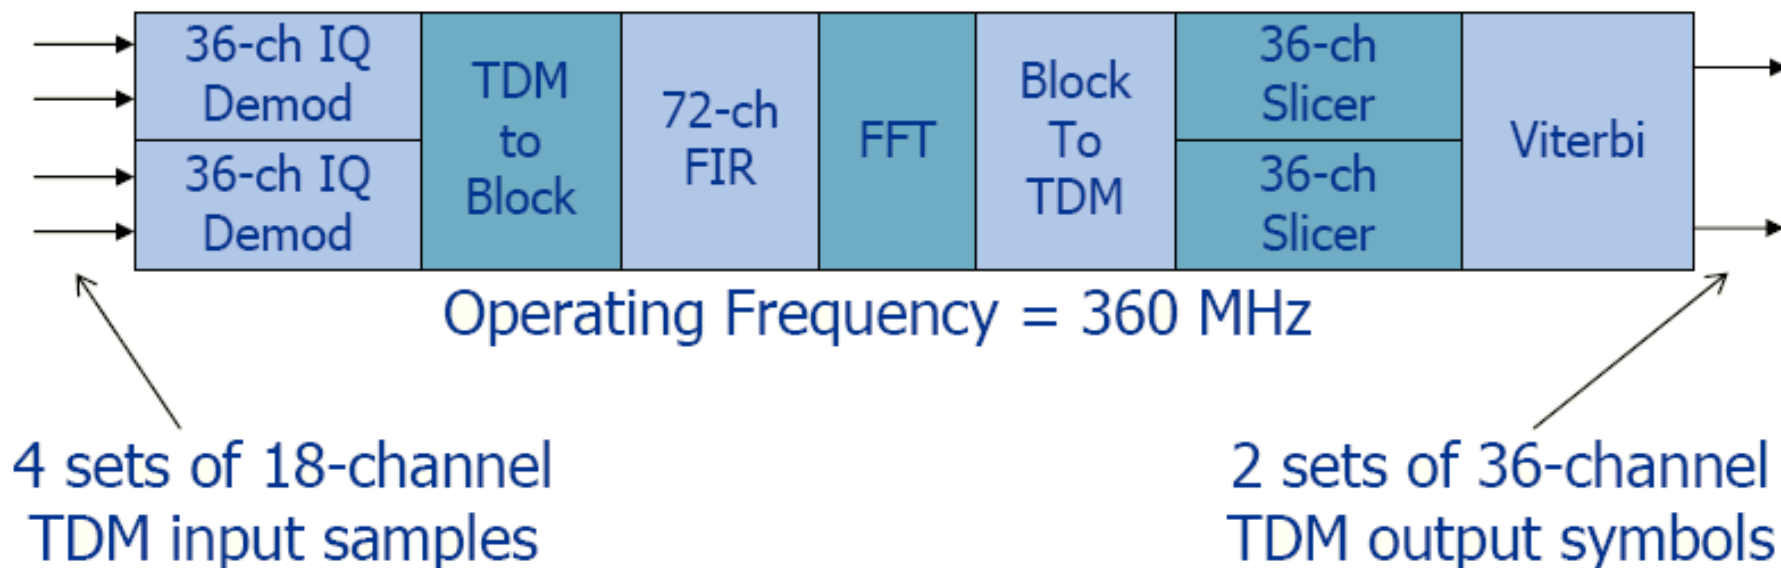 36-ch IQ
Demod
36-ch IQ
Demod
TDM
to
Block
72-ch
FIR
FFT
Block
To
TDM
36-ch
Slicer
36-ch
Slicer
Viterbi
Operating Frequency = 360 MHz
4 sets of 18-channel
TDM input samples
2 sets of 36-channel
TDM output symbols